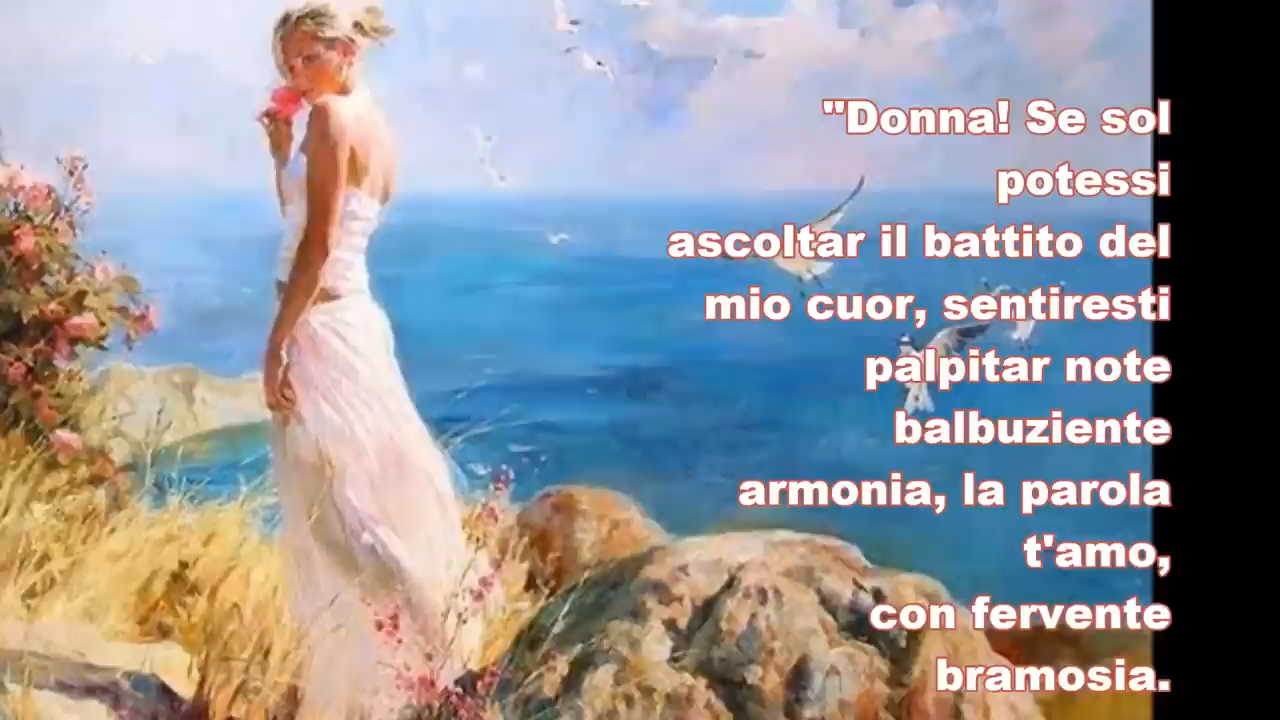 "Donna! Se sol
potessi
ascoltar il battito del
mio cuor, sentiresti
palpitar note
balbuziente
armonia, la parola
t'amo,
con fervente
bramosia.